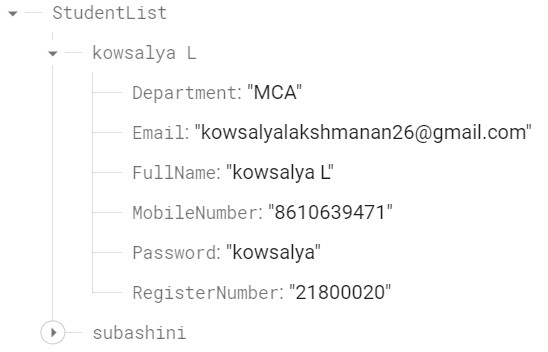 StudentList
kowsalya L
Department: "MCA"
Email: "kowsalyalakshmanan26@gmail.com"
FullName: "kowsalya L"
MobileNumber: "8610639471"
Password: "kowsalya"
RegisterNumber: "21800020"
subashini